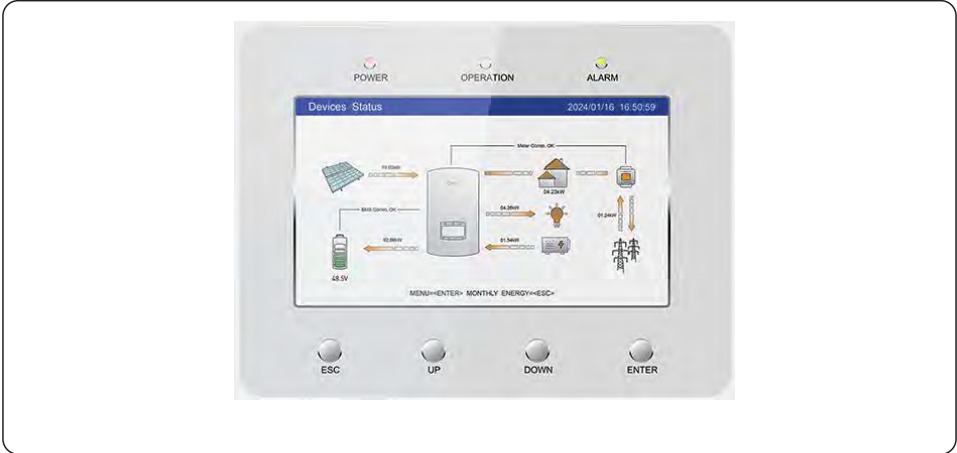 POWER OPERATION ALARM
Devices Status 2024/01/16 16:50:59
Meter Comm. OK
04.23kW
BMS Comm. OK
04.26kW
01.24kW
02.69kW
01.54kW
48.5V
MENU=<ENTER> MONTHLY ENERGY=<ESC>
ESC UP DOWN ENTER